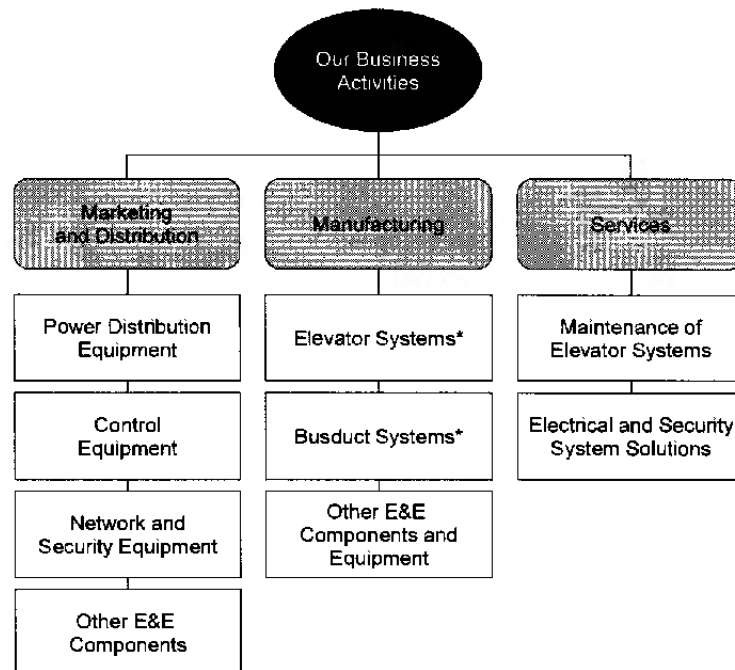 Our Business
Activities
Marketing
and Distribution
Manufacturing
Services
Power Distribution
Equipment
Elevator Systems*
Maintenance of
Elevator Systems
Control
Equipment
Busduct Systems*
Electrical and Security
System Solutions
Network and
Security Equipment
Other E&E
Components and
Equipment
Other E&E
Components